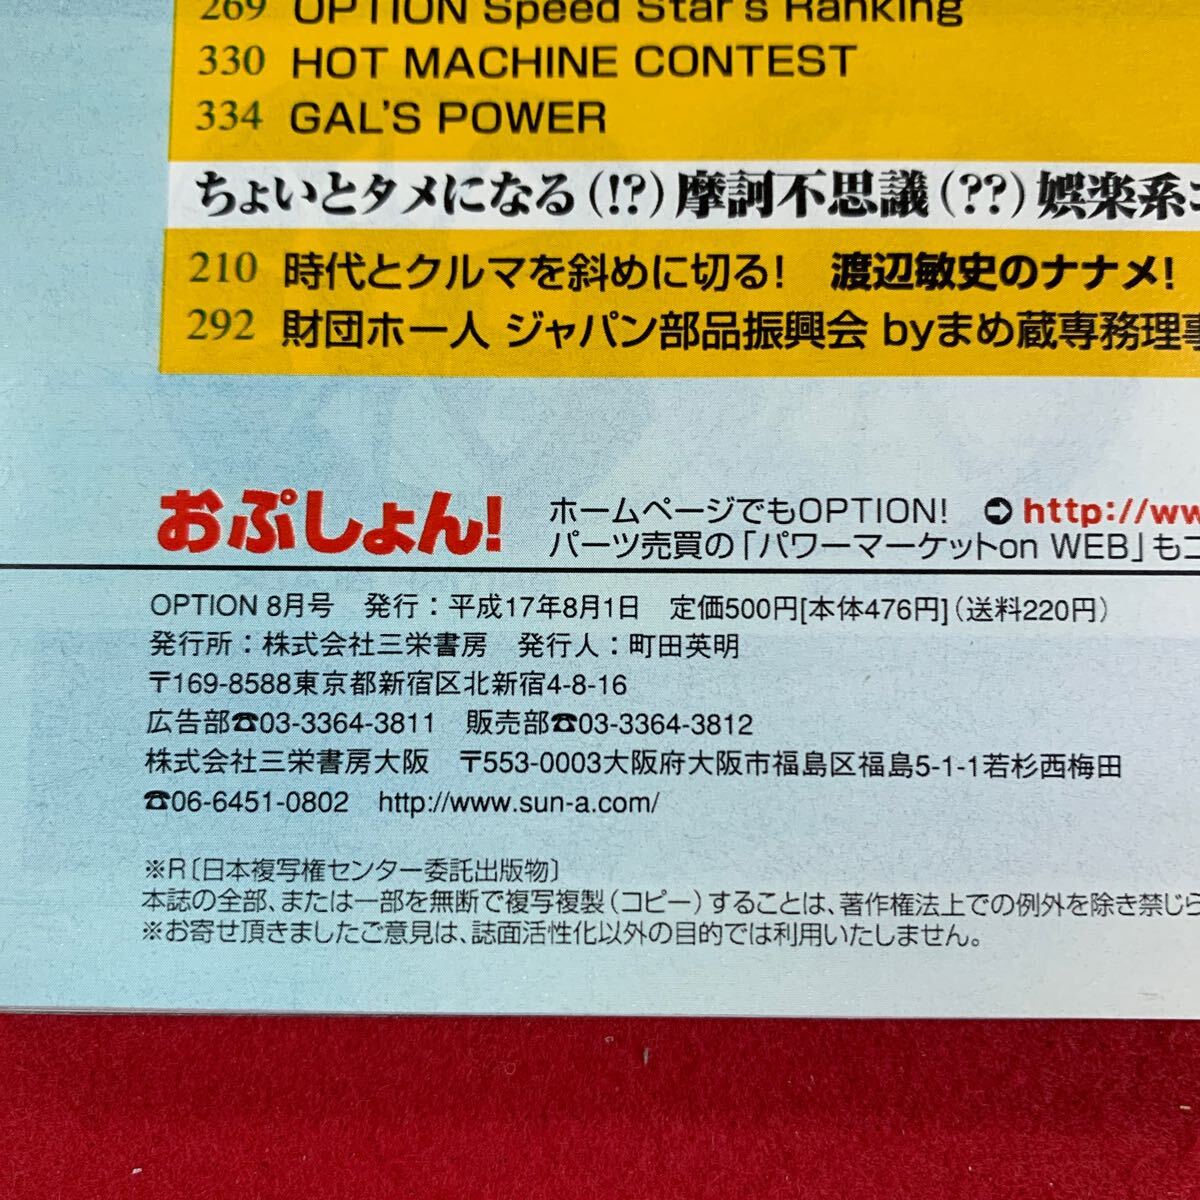 269 OPTION Speed Star's Ranking
330 HOT MACHINE CONTEST
334 GAL'S POWER
ちょいとタメになる(!?)摩訶不思議(??)娯楽系
210 時代とクルマを斜めに切る! 渡辺敏史のナナメ!
292 財団ホー人 ジャパン部品振興会 byまめ蔵専務理事
おぷしょん!
ホームページでもOPTION! http://ww
パーツ売買の「パワーマーケットon WEB」もコ
OPTION 8月号 発行:平成17年8月1日 定価500円[本体476円](送料220円)
発行所:株式会社三栄書房 発行人:町田英明
〒169-8588東京都新宿区北新宿4-8-16
広告部☎03-3364-3811 販売部☎03-3364-3812
株式会社三栄書房大阪 〒553-0003大阪府大阪市福島区福島5-1-1若杉西梅田
☎06-6451-0802 http://www.sun-a.com/
※R〔日本複写権センター委託出版物〕
本誌の全部、または一部を無断で複写複製(コピー)することは、著作権法上での例外を除き禁じら
※お寄せ頂きましたご意見は、誌面活性化以外の目的では利用いたしません。